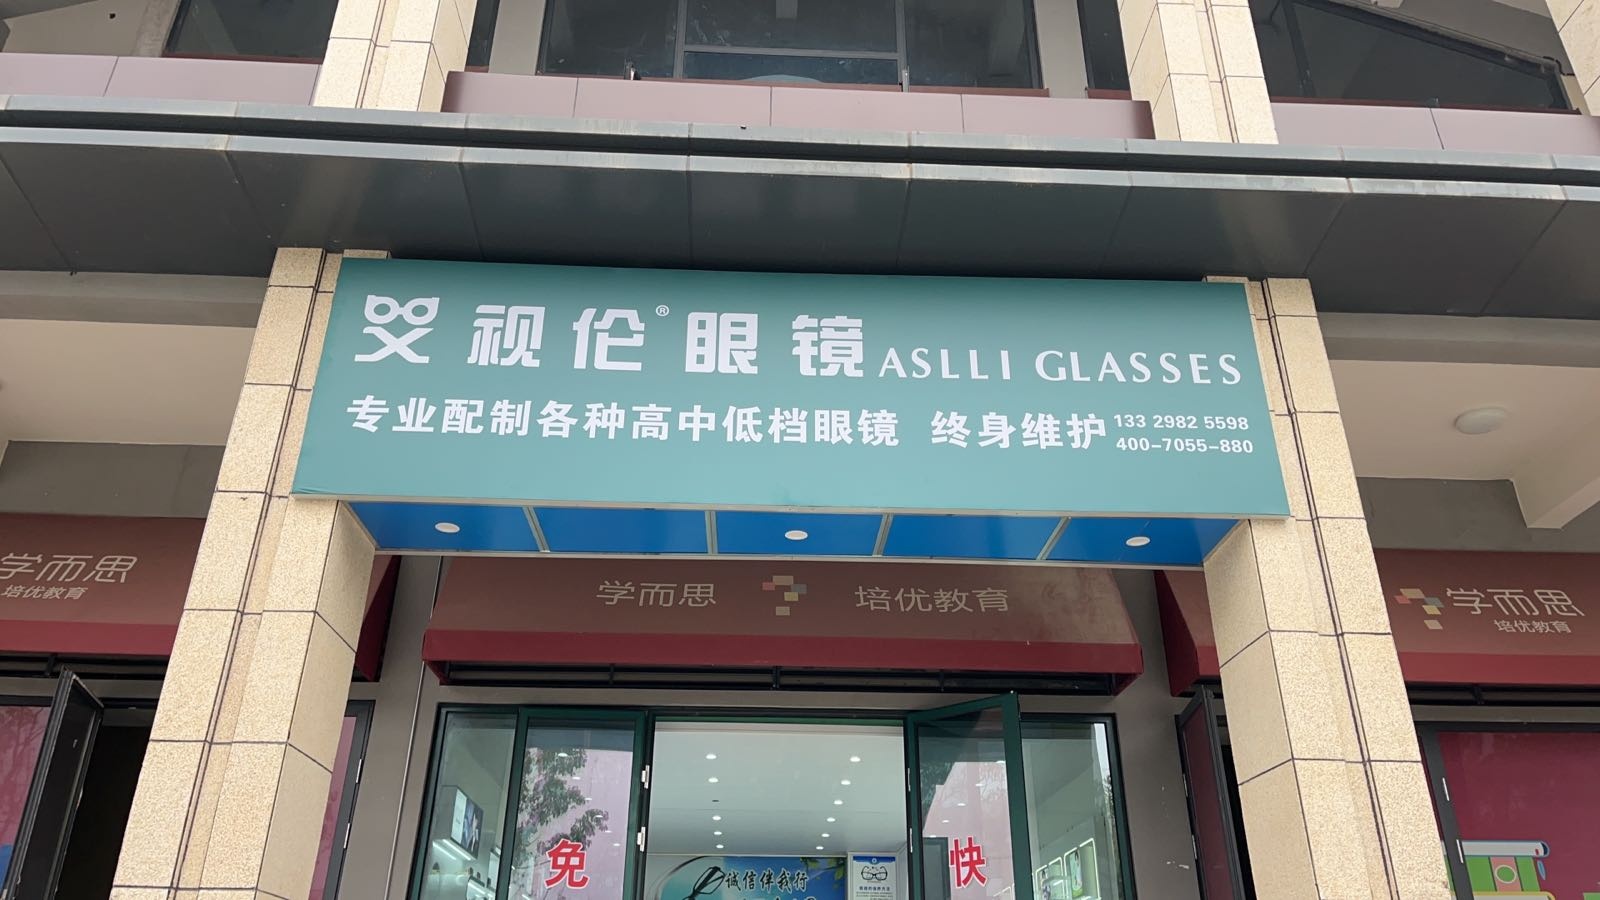 艾视伦®眼镜 ASLLI GLASSES
专业配制各种高中低档眼镜 终身维护
133 2982 5598
400-7055-880
学而思
培优教育
学而思 培优教育
学而思
培优教育
免
快
诚信伴我行